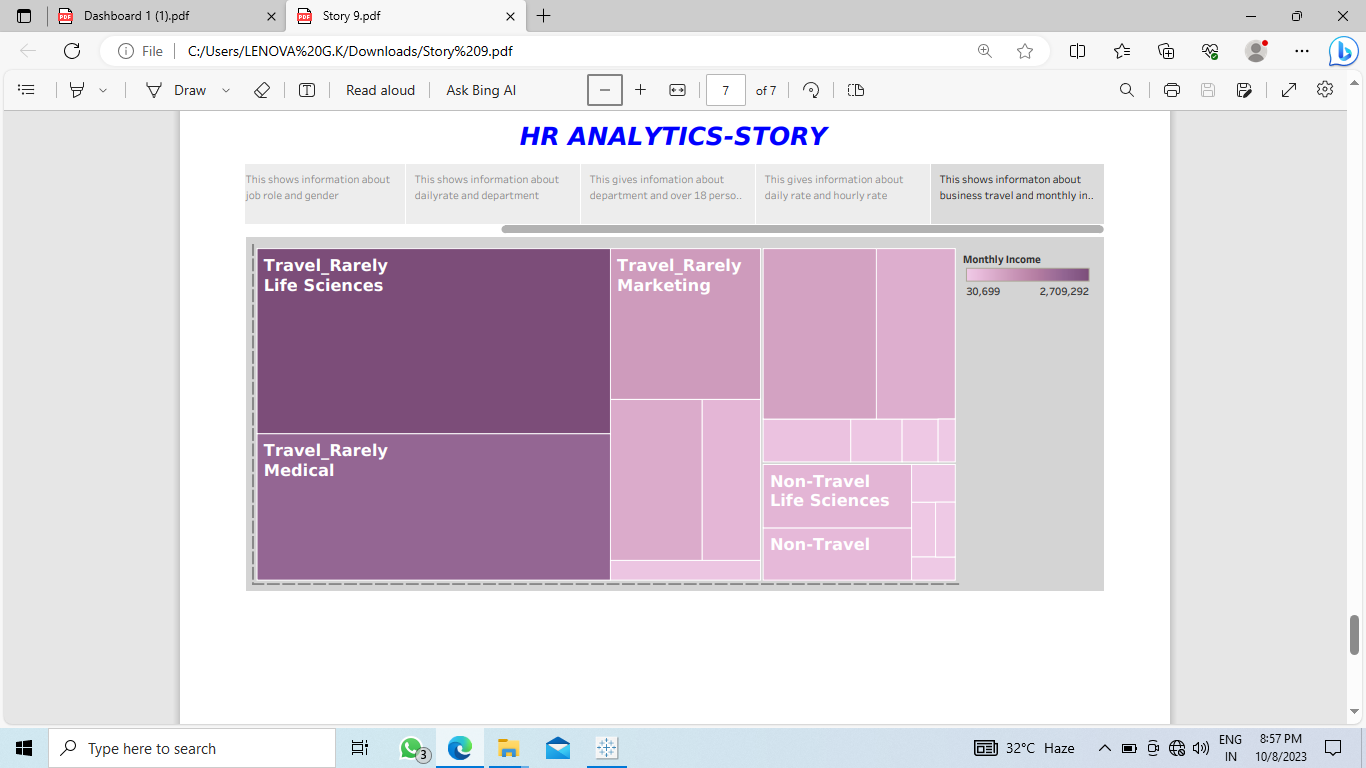 Dashboard 1 (1).pdf
Story 9.pdf
File
C:/Users/LENOVA%20G.K/Downloads/Story%209.pdf
Draw
Read aloud
Ask Bing AI
7
of 7
HR ANALYTICS-STORY
This shows information about
job role and gender
This shows information about
dailyrate and department
This gives infomation about
department and over 18 perso..
This gives information about
daily rate and hourly rate
This shows informaton about
business travel and monthly in..
Travel_Rarely
Life Sciences
Travel_Rarely
Marketing
Travel_Rarely
Medical
Non-Travel
Life Sciences
Non-Travel
Monthly Income
30,699
2,709,292
Type here to search
3
32°C Haze
ENG
IN
8:57 PM
10/8/2023